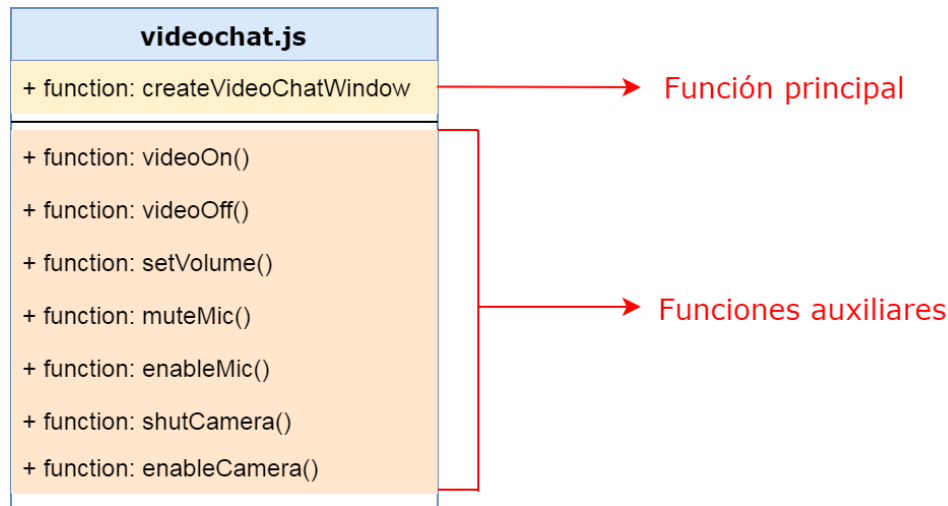 videochat.js
+ function: createVideoChatWindow
Función principal
+ function: videoOn()
+ function: videoOff()
+ function: setVolume()
+ function: muteMic()
+ function: enableMic()
+ function: shutCamera()
+ function: enableCamera()
Funciones auxiliares